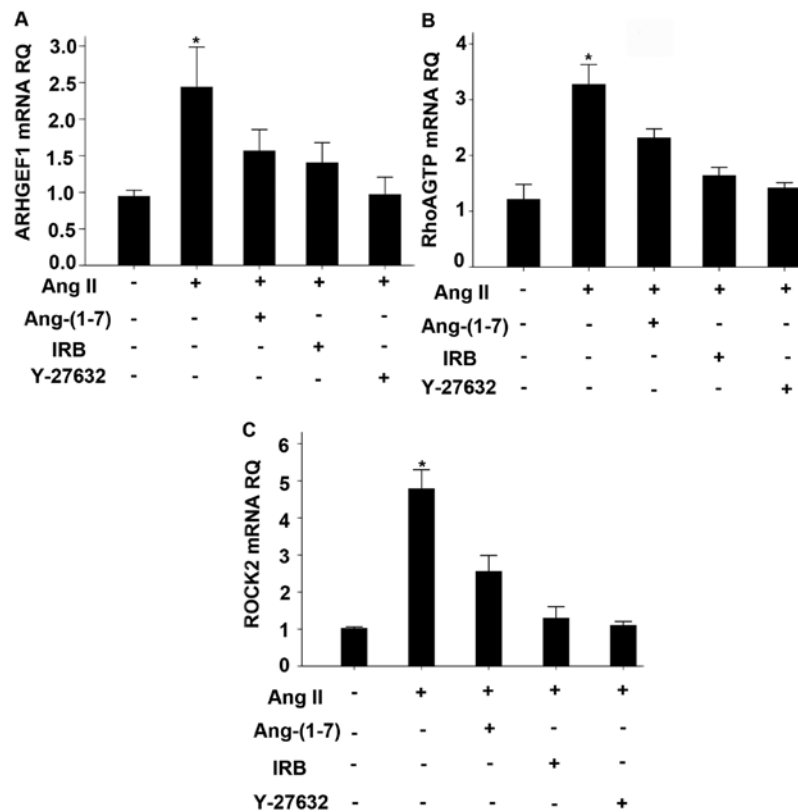 A
ARHGEF1 mRNA RQ
3.0
2.5
2.0
1.5
1.0
0.5
0.0
*
Ang II - + + + +
Ang-(1-7) - - + - -
IRB - - - + -
Y-27632 - - - - +
B
RhoAGTP mRNA RQ
4
3
2
1
0
*
Ang II - + + + +
Ang-(1-7) - - + - -
IRB - - - + -
Y-27632 - - - - +
C
ROCK2 mRNA RQ
6
5
4
3
2
1
0
*
Ang II - + + + +
Ang-(1-7) - - + - -
IRB - - - + -
Y-27632 - - - - +